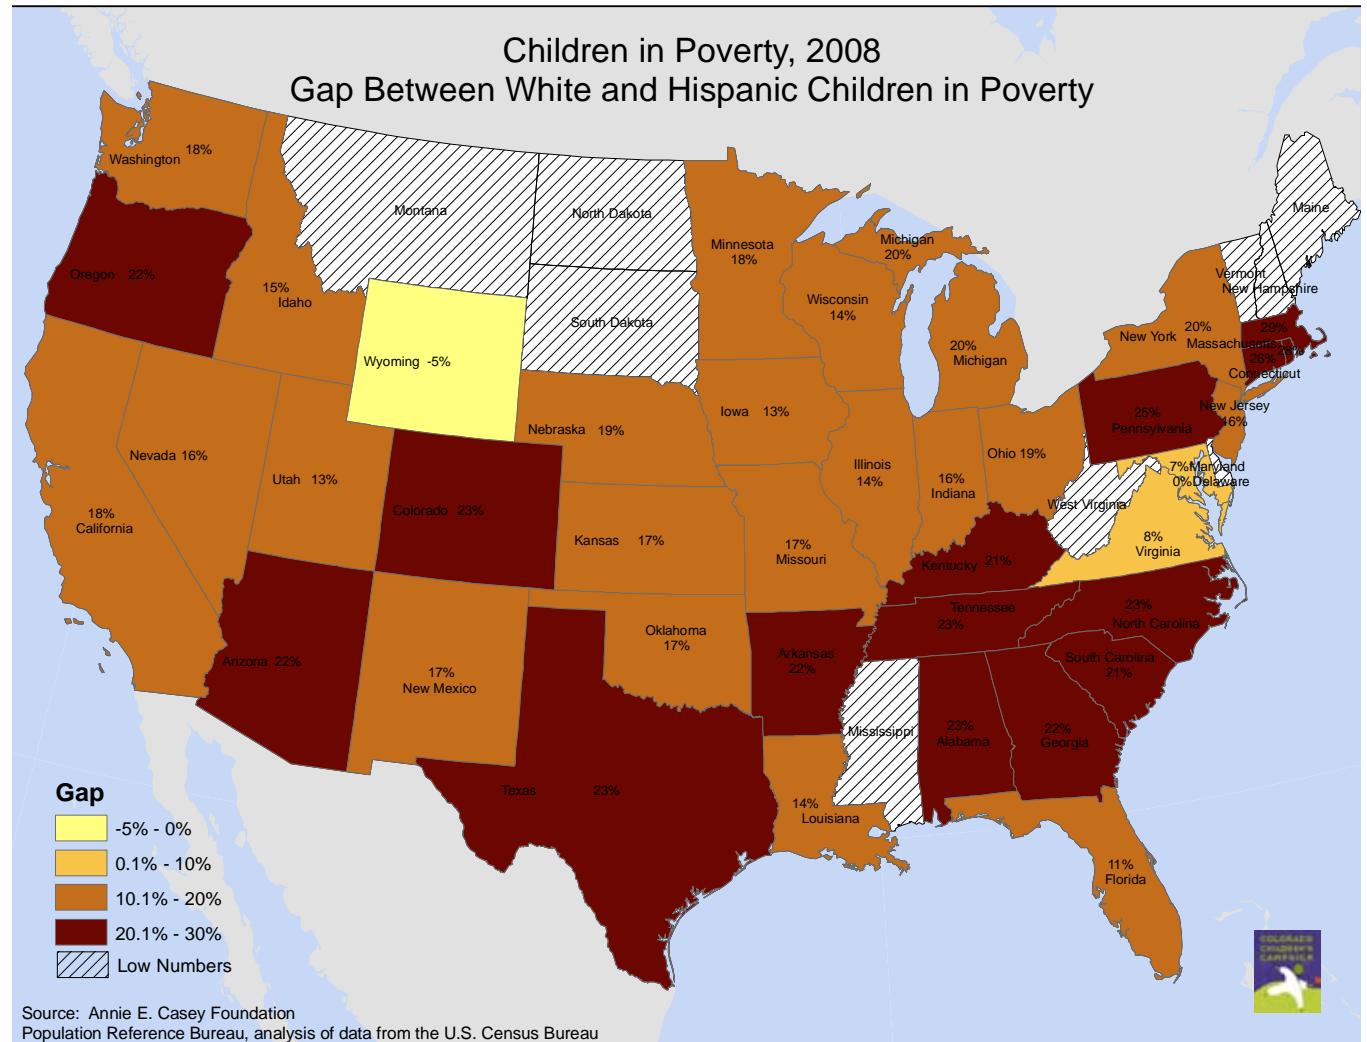 Children in Poverty, 2008
Gap Between White and Hispanic Children in Poverty
Washington 18%
Oregon 22%
15%
Idaho
Montana
North Dakota
South Dakota
Wyoming -5%
Minnesota
18%
Michigan
20%
Wisconsin
14%
20%
Michigan
Maine
Vermont
New Hampshire
New York 20%
29%
Massachusetts
28%
26%
Connecticut
New Jersey
16%
25%
Pennsylvania
Nebraska 19%
Iowa 13%
Nevada 16%
Utah 13%
18%
California
Colorado 23%
Kansas 17%
17%
Missouri
Illinois
14%
16%
Indiana
Ohio 19%
West Virginia
7% Maryland
0% Delaware
8%
Virginia
Kentucky 21%
Tennessee
23%
23%
North Carolina
South Carolina
21%
Arizona 22%
17%
New Mexico
Oklahoma
17%
Arkansas
22%
Mississippi
23%
Alabama
22%
Georgia
Texas 23%
14%
Louisiana
11%
Florida
Gap
-5% - 0%
0.1% - 10%
10.1% - 20%
20.1% - 30%
Low Numbers
COLORADO
CHILDREN'S
CAMPAIGN
Source: Annie E. Casey Foundation
Population Reference Bureau, analysis of data from the U.S. Census Bureau